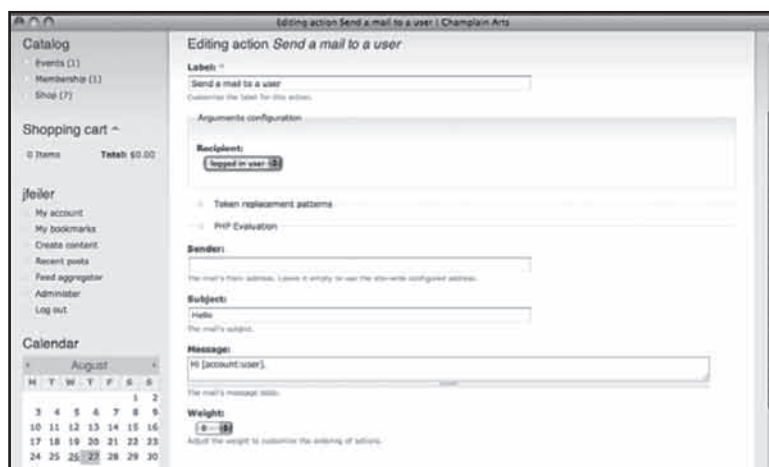 Editing action Send a mail to a user | Champlain Arts
Catalog
Events (1)
Membership (1)
Shop (7)
Shopping cart
0 Items Total: $0.00
jfeiler
My account
My bookmarks
Create content
Recent posts
Feed aggregator
Administer
Log out
Calendar
‹ August ›
M T W T F S S
1 2
3 4 5 6 7 8 9
10 11 12 13 14 15 16
17 18 19 20 21 22 23
24 25 26 27 28 29 30
Editing action Send a mail to a user
Label: *
Send a mail to a user
Customize the label for this action.
Arguments configuration
Recipient:
logged in user
Token replacement patterns
PHP Evaluation
Sender:
The mail's from address. Leave it empty to use the site-wide configured address.
Subject:
Hello
The mail's subject.
Message:
Hi [account:user],
The mail's message body.
Weight:
0
Adjust the weight to customize the ordering of actions.